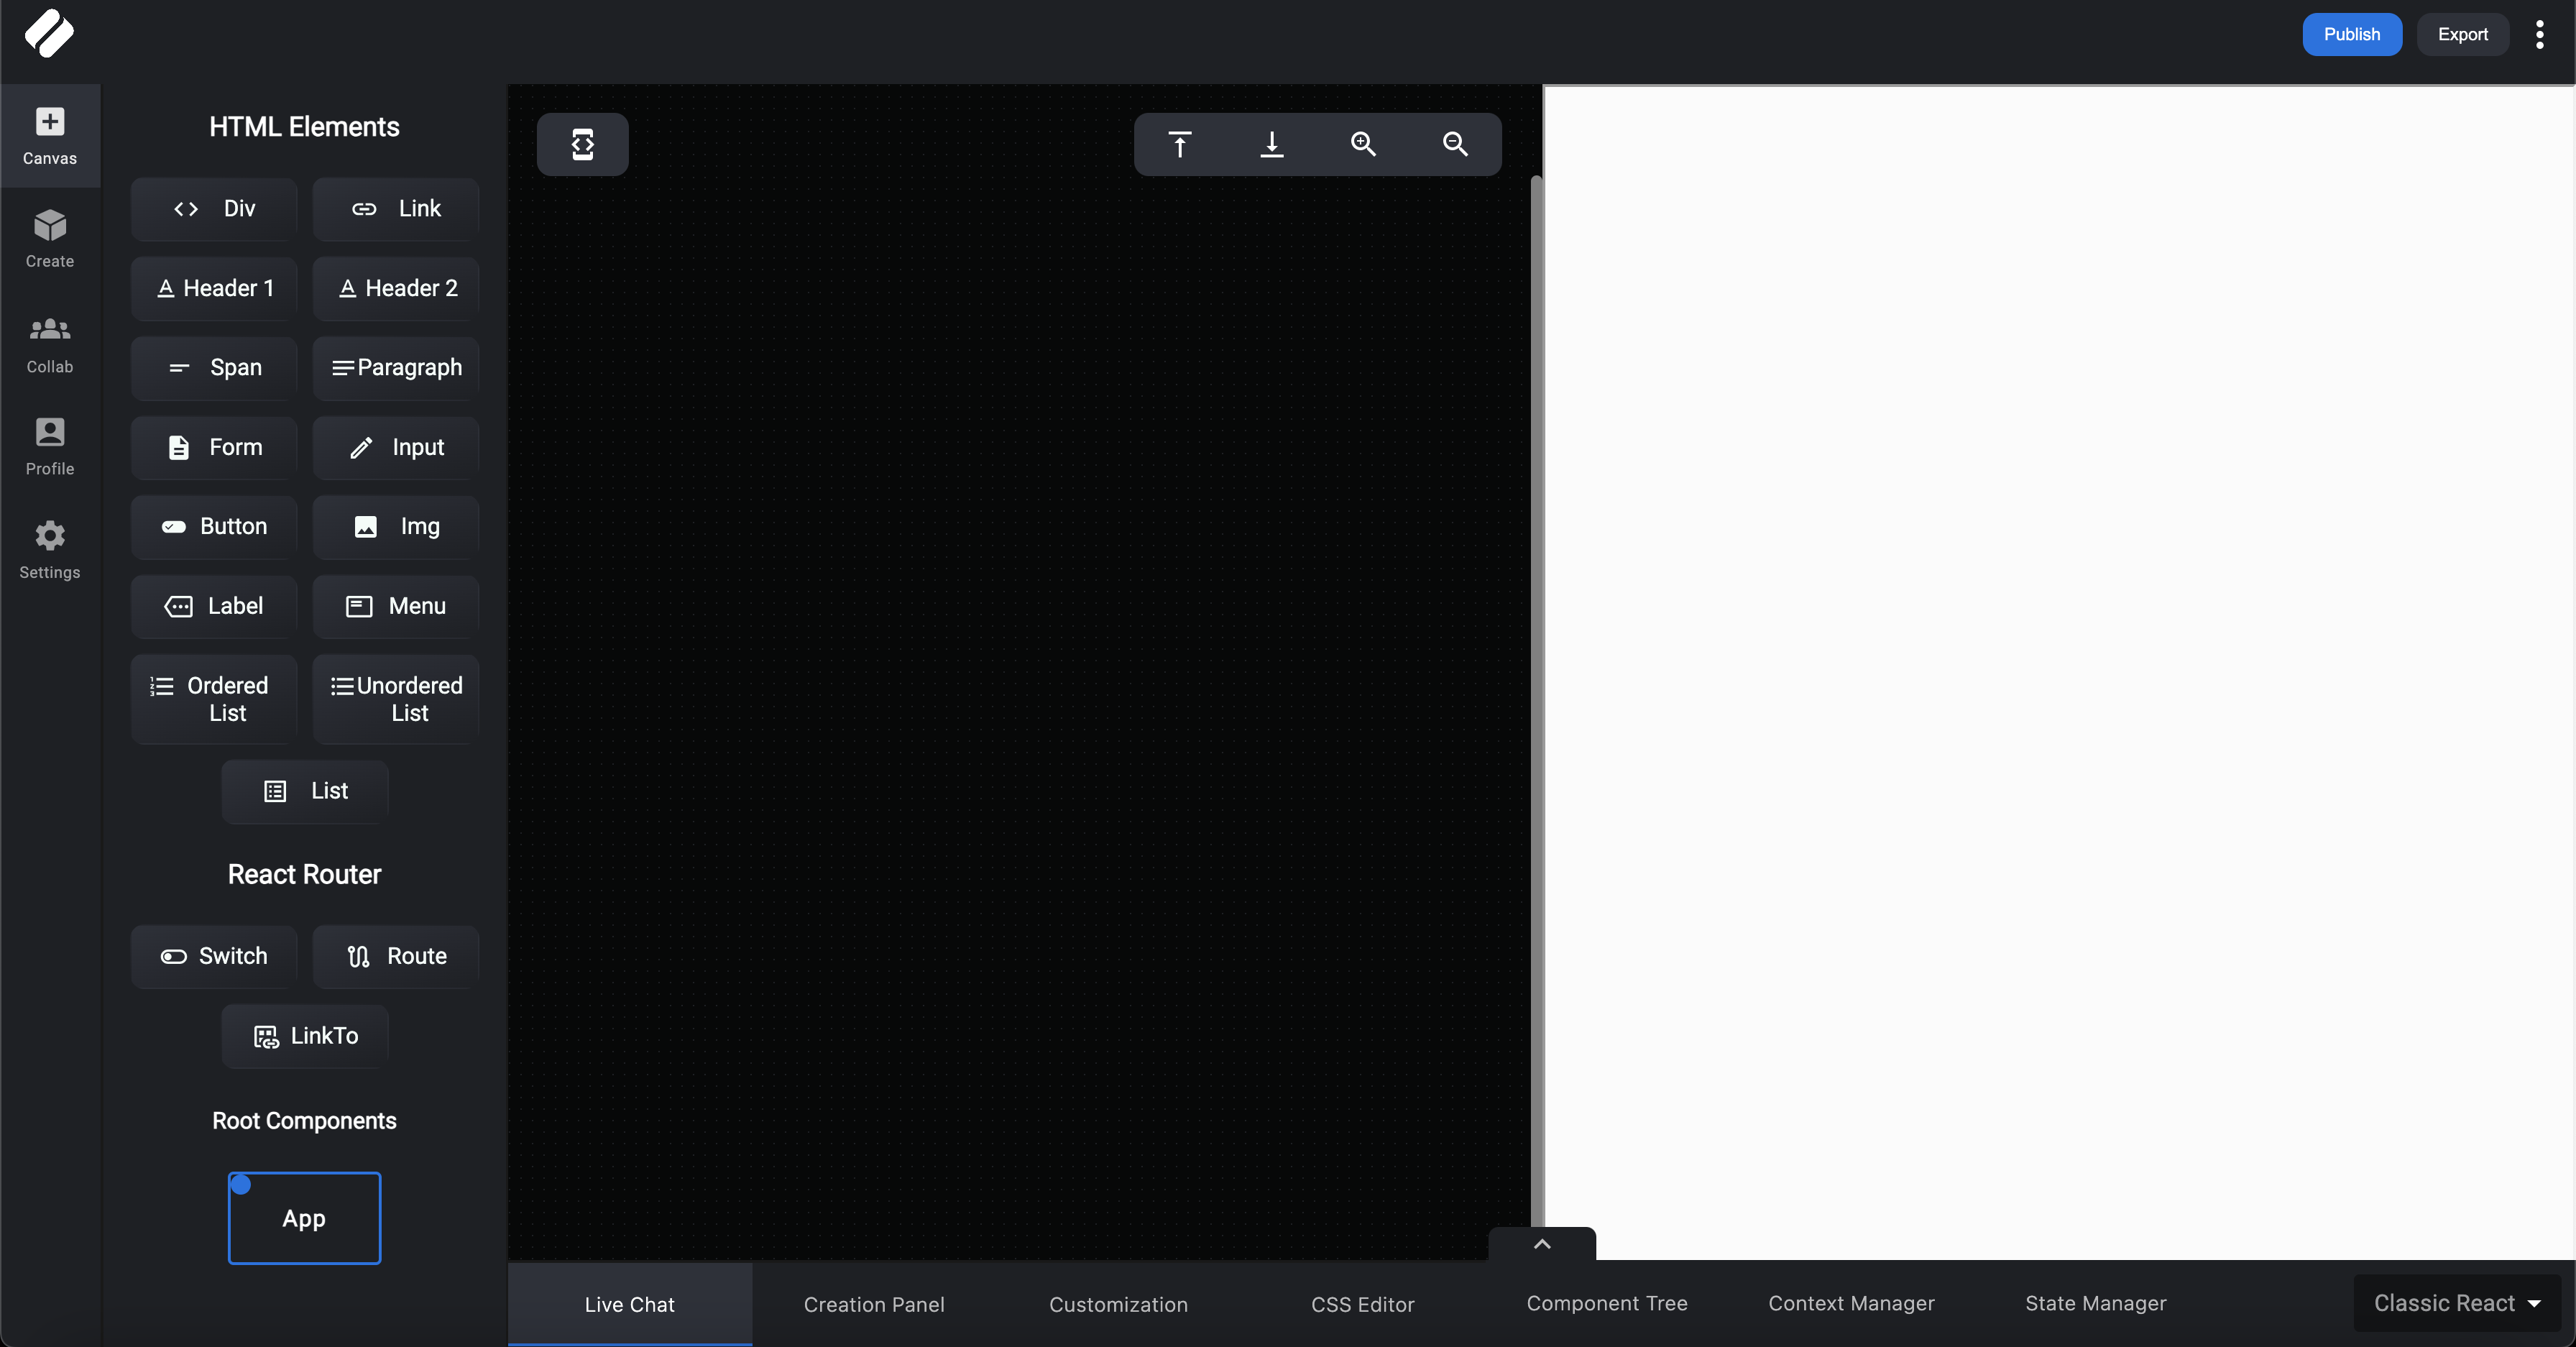 Publish
Export
Canvas
Create
Collab
Profile
Settings
HTML Elements
Div
Link
Header 1
Header 2
Span
Paragraph
Form
Input
Button
Img
Label
Menu
Ordered
List
Unordered
List
List
React Router
Switch
Route
LinkTo
Root Components
App
Live Chat
Creation Panel
Customization
CSS Editor
Component Tree
Context Manager
State Manager
Classic React